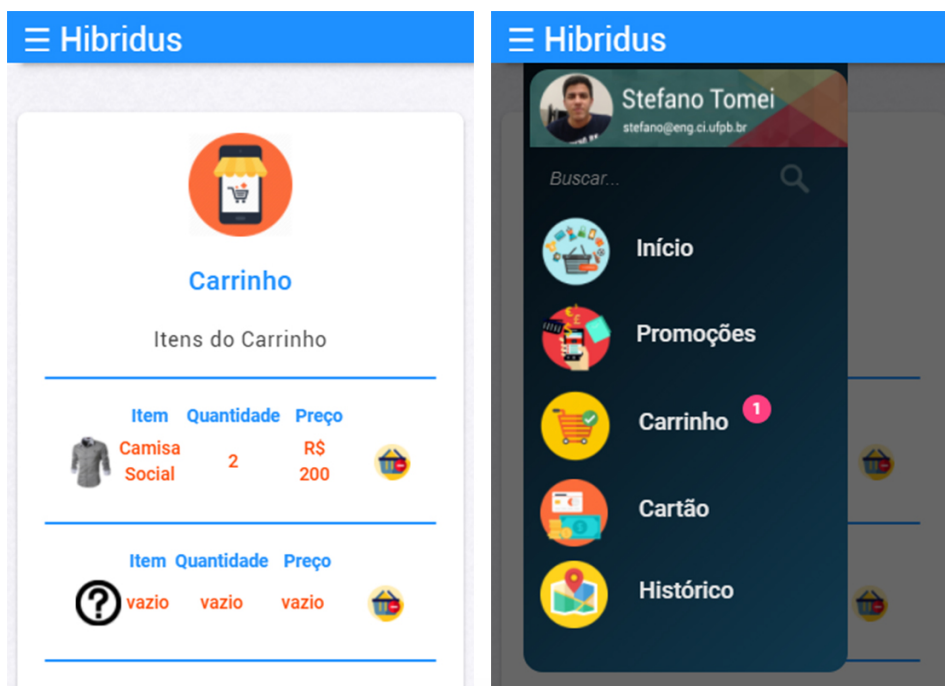 ☰ Hibridus
Carrinho
Itens do Carrinho
Item Quantidade Preço
Camisa Social 2 R$ 200
Item Quantidade Preço
vazio vazio vazio
☰ Hibridus
Stefano Tomei
stefano@eng.ci.ufpb.br
Buscar...
Início
Promoções
Carrinho 1
Cartão
Histórico